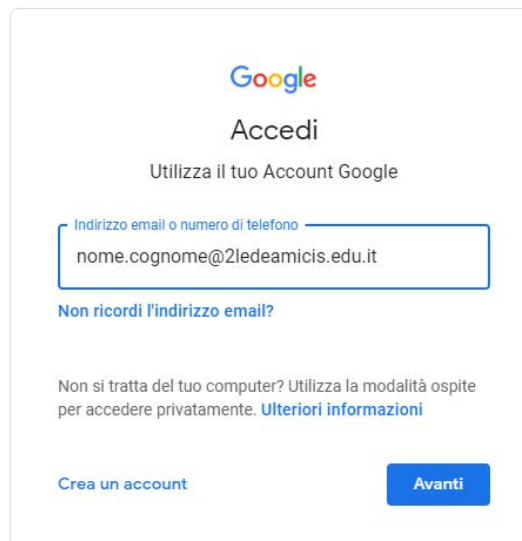 Google
Accedi
Utilizza il tuo Account Google
Indirizzo email o numero di telefono
nome.cognome@2ledeamicis.edu.it
Non ricordi l'indirizzo email?
Non si tratta del tuo computer? Utilizza la modalità ospite
per accedere privatamente. Ulteriori informazioni
Crea un account
Avanti